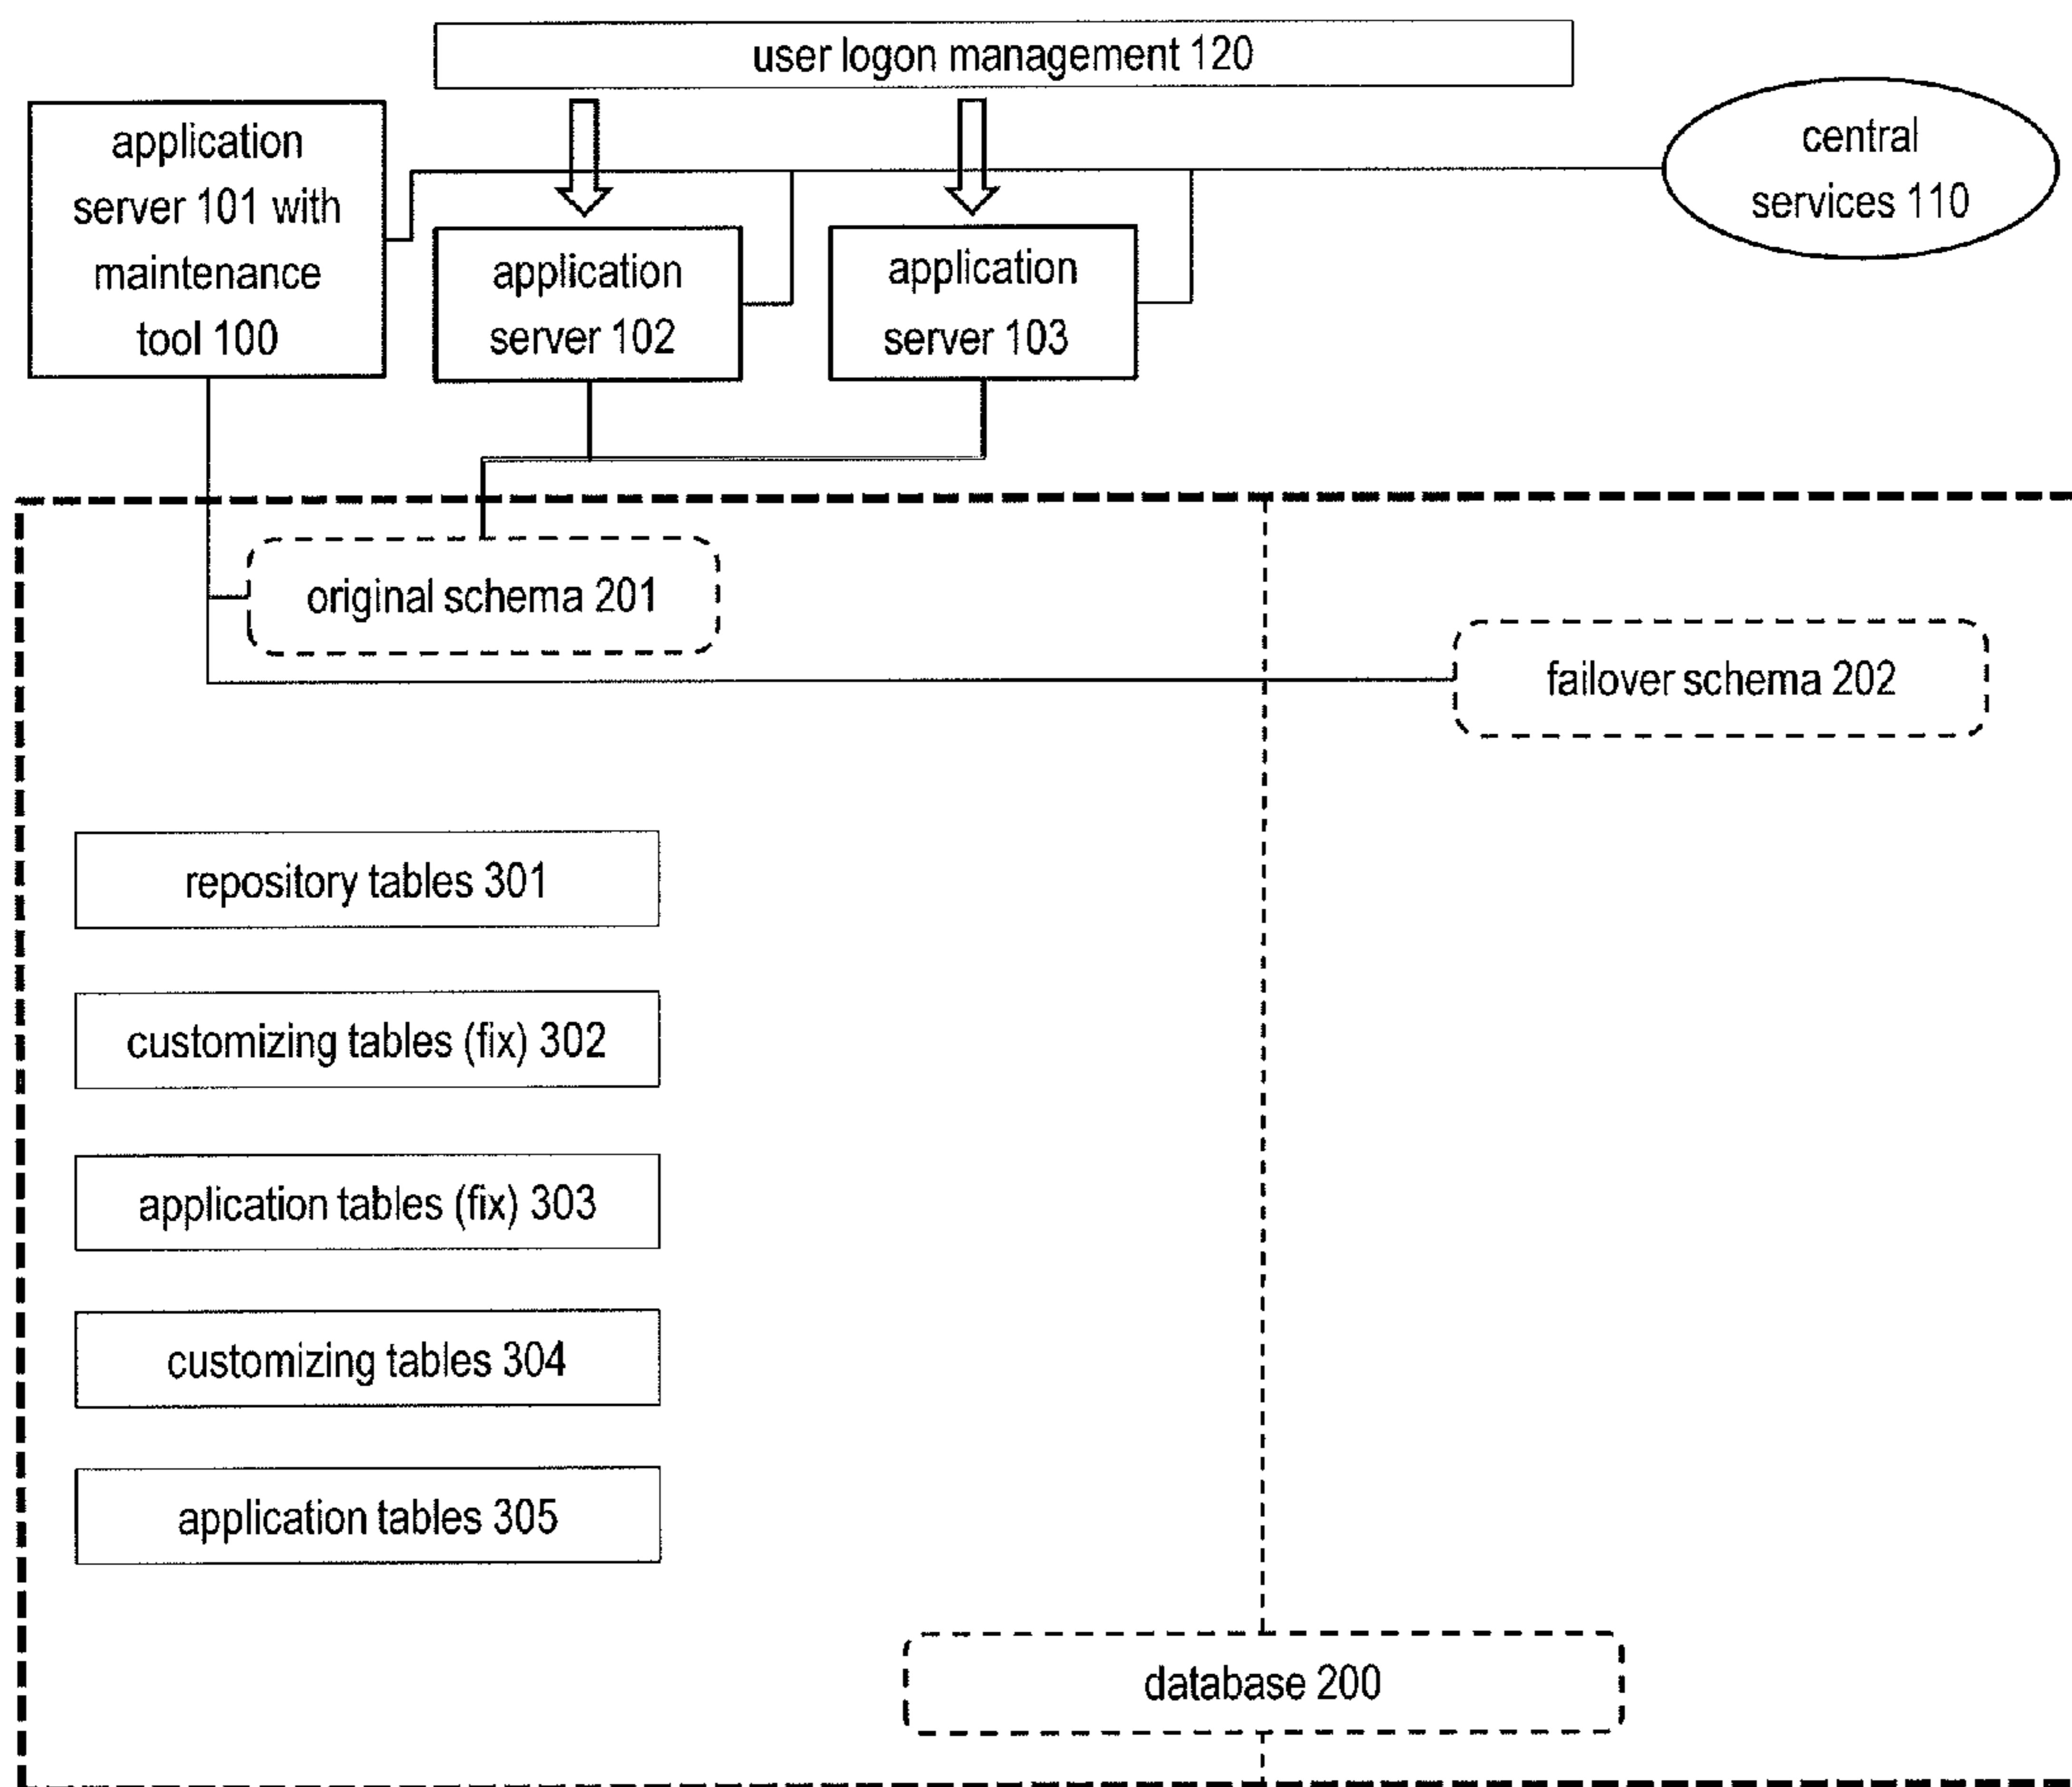 user logon management 120
application
server 101 with
maintenance
tool 100
central
services 110
application
server 102
application
server 103
original schema 201
failover schema 202
repository tables 301
customizing tables (fix) 302
application tables (fix) 303
customizing tables 304
application tables 305
database 200